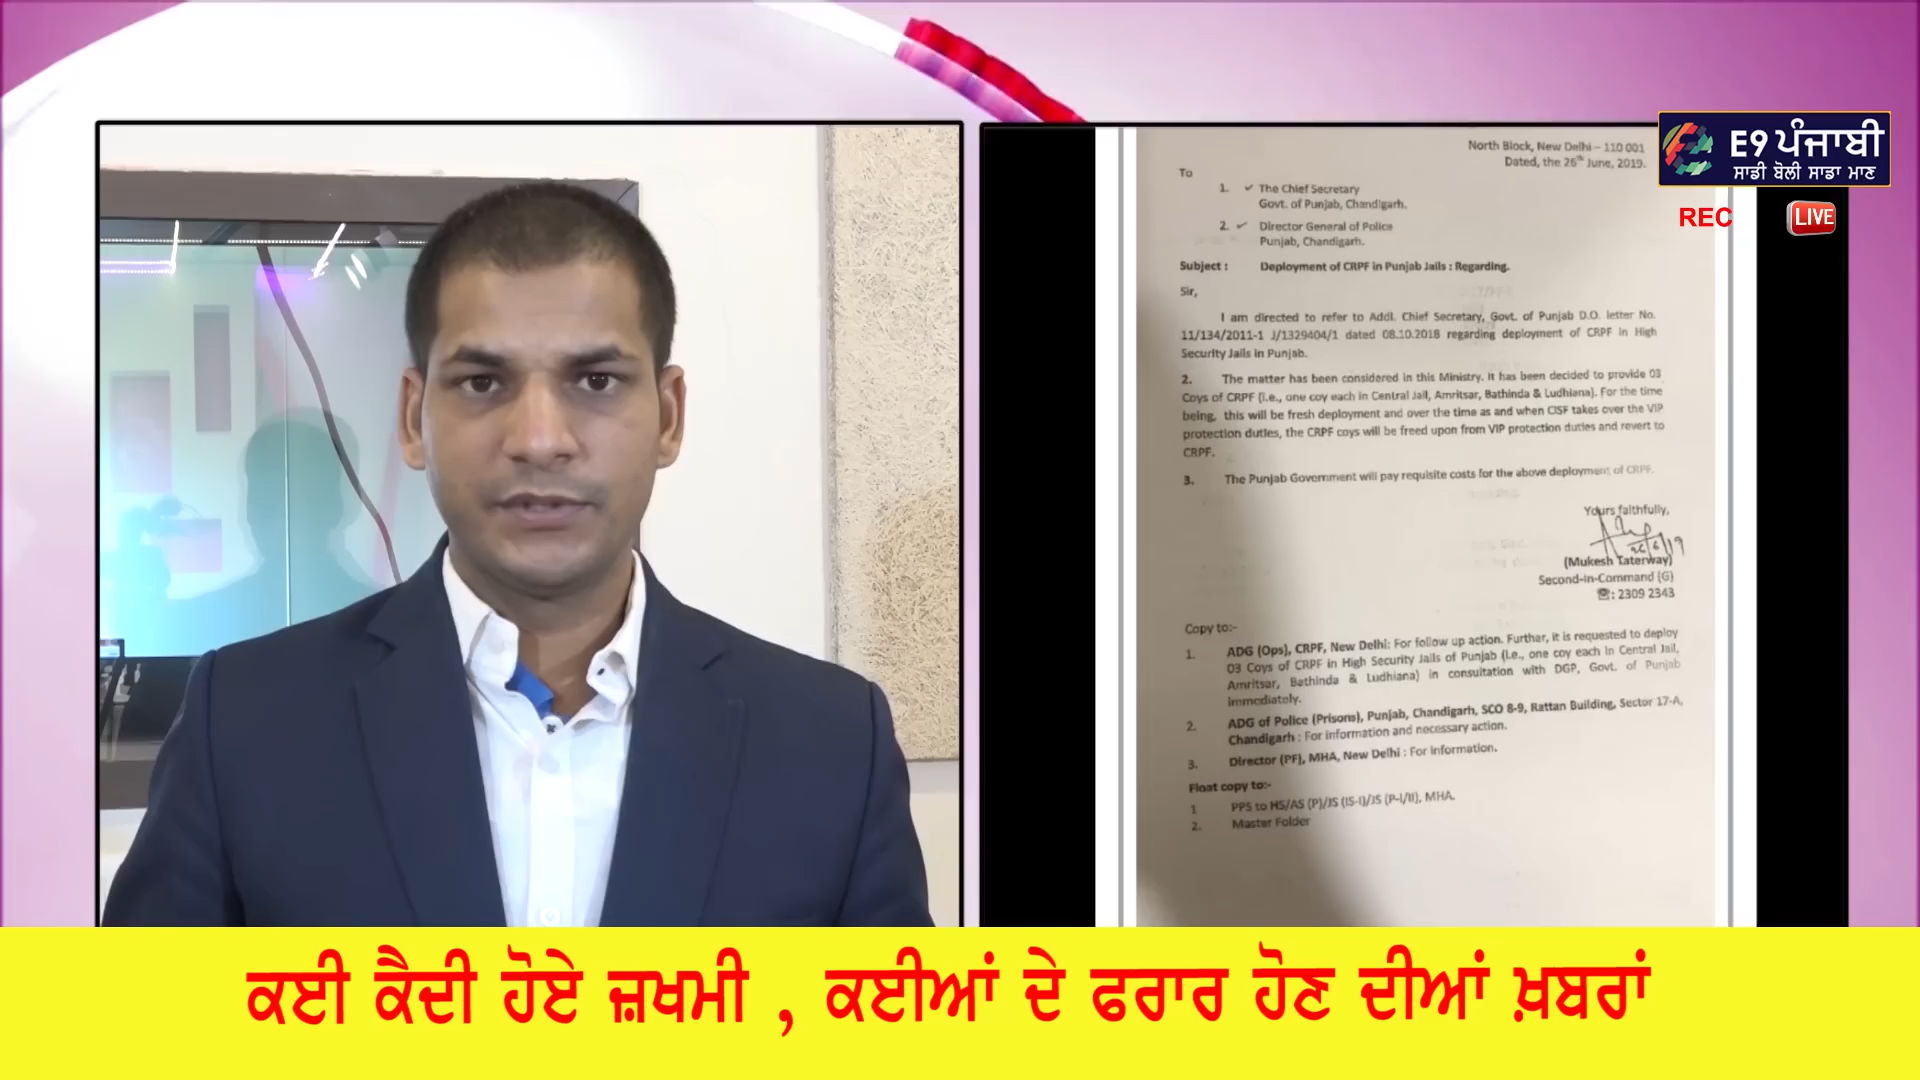 E9 ਪੰਜਾਬੀ
ਸਾਡੀ ਬੋਲੀ ਸਾਡਾ ਮਾਣ
REC
LIVE
North Block, New Delhi – 110 001
Dated, the 26th June, 2019.
To
1. ✓ The Chief Secretary
Govt. of Punjab, Chandigarh.
2. ✓ Director General of Police
Punjab, Chandigarh.
Subject : Deployment of CRPF in Punjab Jails : Regarding.
Sir,
I am directed to refer to Addl. Chief Secretary, Govt. of Punjab D.O. letter No.
11/134/2011-1 J/1329404/1 dated 08.10.2018 regarding deployment of CRPF in High
Security Jails in Punjab.
2. The matter has been considered in this Ministry. It has been decided to provide 03
Coys of CRPF (i.e., one coy each in Central Jail, Amritsar, Bathinda & Ludhiana). For the time
being, this will be fresh deployment and over the time as and when CISF takes over the VIP
protection duties, the CRPF coys will be freed upon from VIP protection duties and revert to
CRPF.
3. The Punjab Government will pay requisite costs for the above deployment of CRPF.
Yours faithfully,
26/6/19
(Mukesh Taterway)
Second-in-Command (G)
☎: 2309 2343
Copy to:-
1. ADG (Ops), CRPF, New Delhi: For follow up action. Further, it is requested to deploy
03 Coys of CRPF in High Security Jails of Punjab (i.e., one coy each in Central Jail,
Amritsar, Bathinda & Ludhiana) in consultation with DGP, Govt. of Punjab
immediately.
2. ADG of Police (Prisons), Punjab, Chandigarh, SCO 8-9, Rattan Building, Sector 17-A,
Chandigarh : For information and necessary action.
3. Director (PF), MHA, New Delhi : For information.
Float copy to:-
1 PPS to HS/AS (P)/JS (IS-I)/JS (P-I/II), MHA.
2. Master Folder
ਕਈ ਕੈਦੀ ਹੋਏ ਜ਼ਖਮੀ , ਕਈਆਂ ਦੇ ਫਰਾਰ ਹੋਣ ਦੀਆਂ ਖ਼ਬਰਾਂ